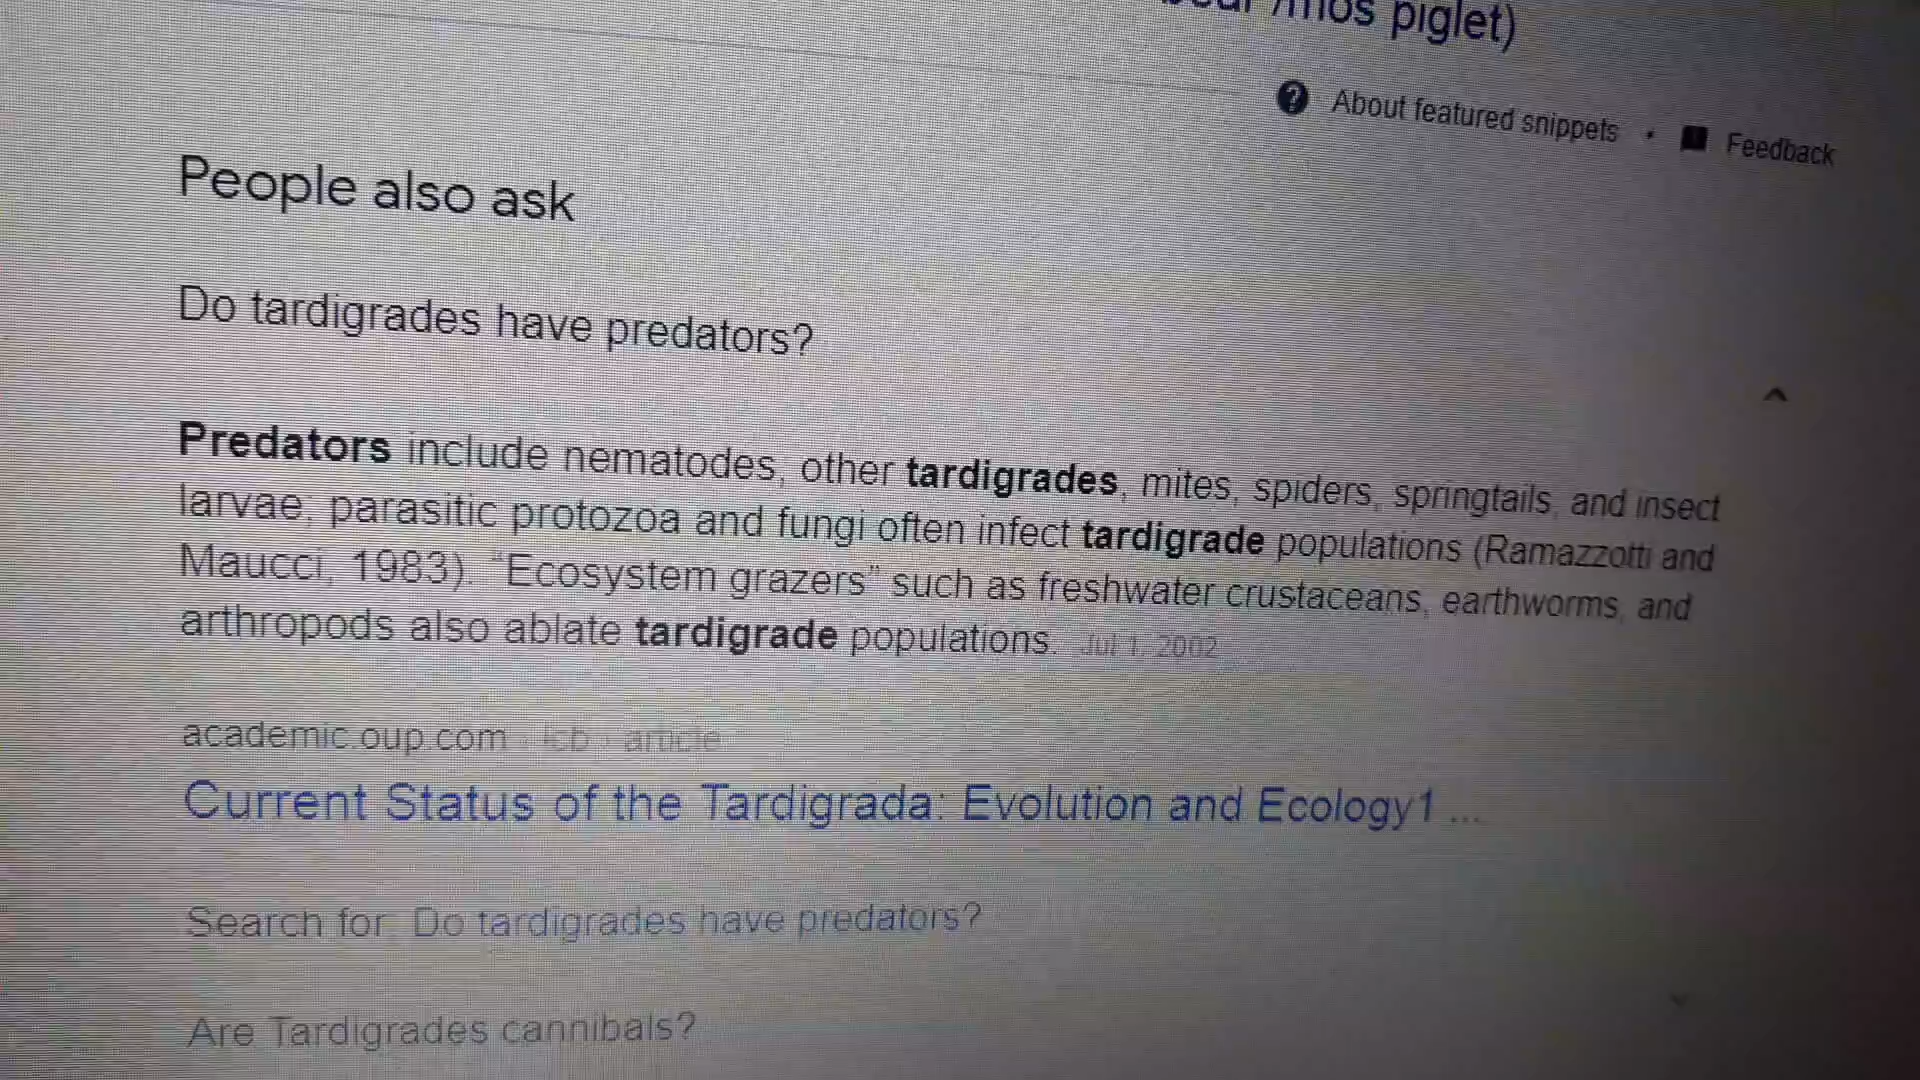 piglet)
About featured snippets • Feedback
People also ask
Do tardigrades have predators?
Predators include nematodes, other tardigrades, mites, spiders, springtails, and insect
larvae; parasitic protozoa and fungi often infect tardigrade populations (Ramazzotti and
Maucci, 1983). "Ecosystem grazers" such as freshwater crustaceans, earthworms, and
arthropods also ablate tardigrade populations. Jul 1, 2002
academic.oup.com › icb › article
Current Status of the Tardigrada: Evolution and Ecology1 ...
Search for: Do tardigrades have predators?
Are Tardigrades cannibals?